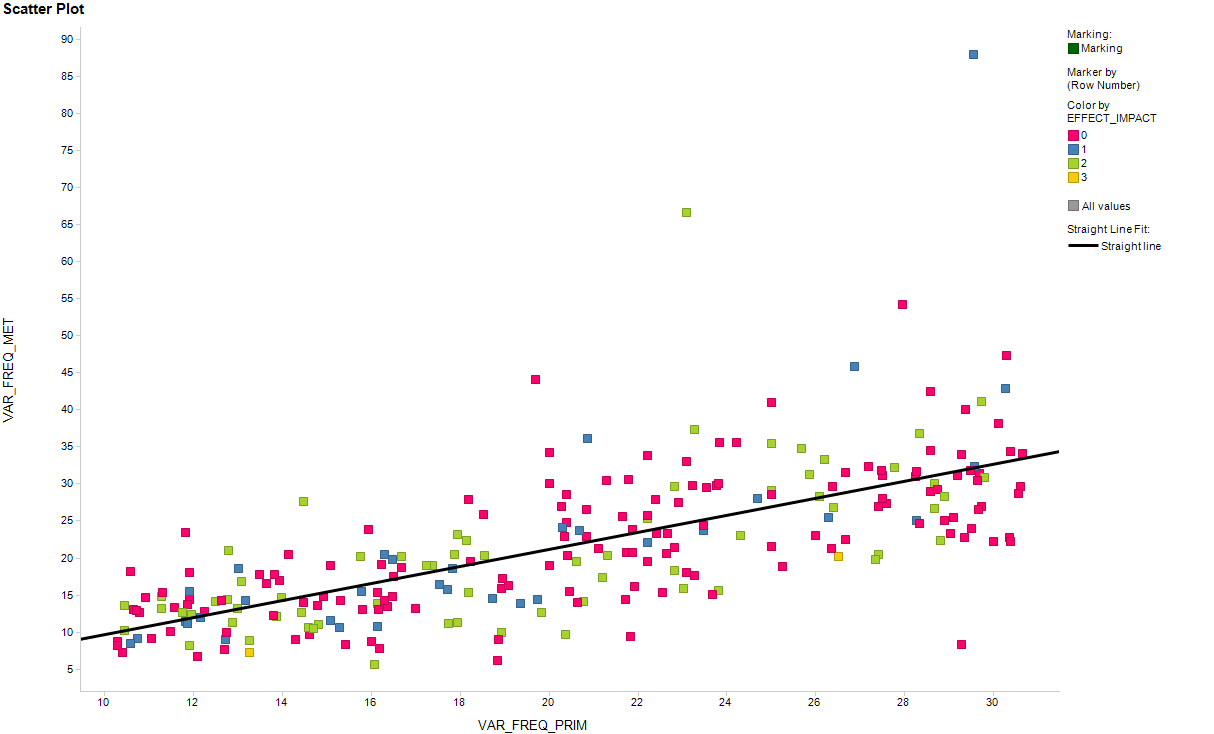 Scatter Plot
90
85
80
75
70
65
60
55
50
45
40
35
30
25
20
15
10
5
VAR_FREQ_MET
10
12
14
16
18
20
22
24
26
28
30
VAR_FREQ_PRIM
Marking:
Marking
Marker by
(Row Number)
Color by
EFFECT_IMPACT
0
1
2
3
All values
Straight Line Fit:
Straight line